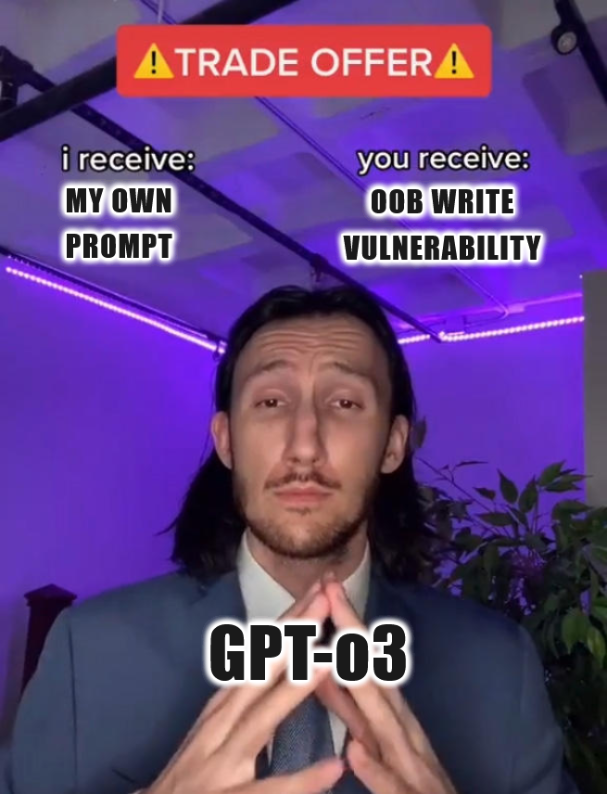 ⚠️TRADE OFFER⚠️
i receive:
MY OWN
PROMPT
you receive:
OOB WRITE
VULNERABILITY
GPT-o3